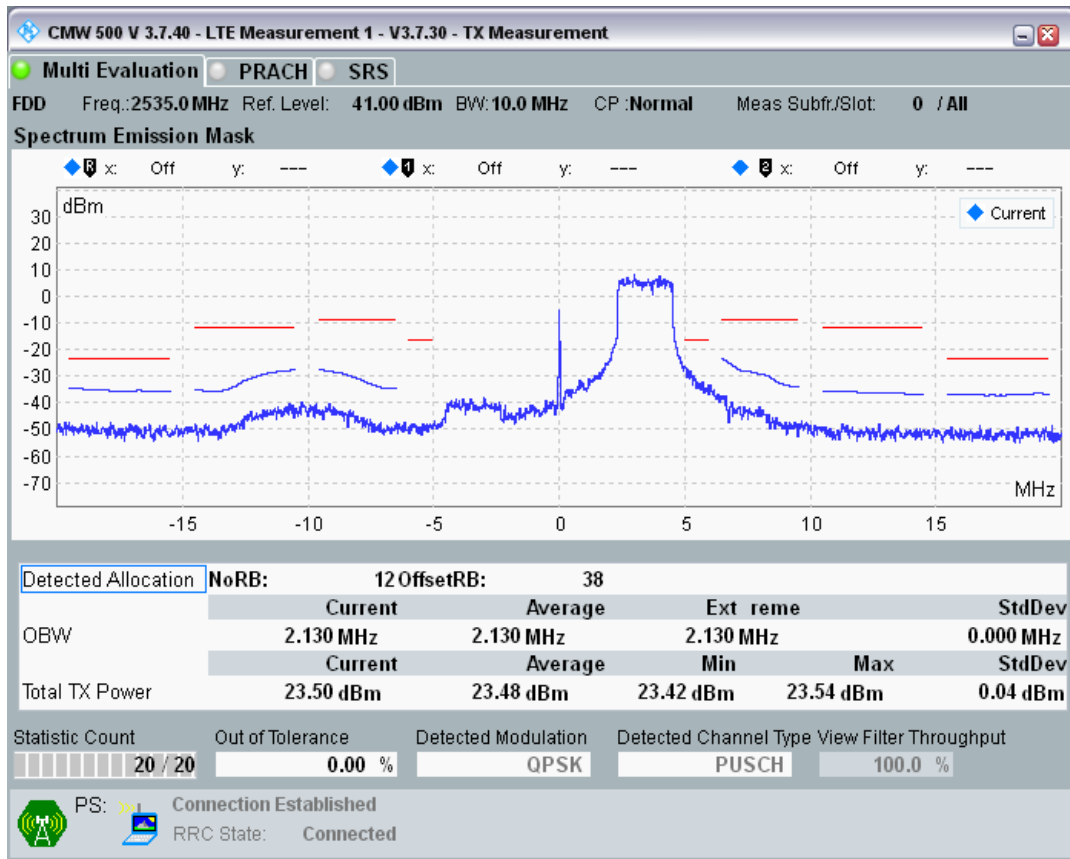 CMW 500 V 3.7.40 - LTE Measurement 1 - V3.7.30 - TX Measurement
Multi Evaluation PRACH SRS
FDD Freq.:2535.0 MHz Ref. Level: 41.00 dBm BW:10.0 MHz CP :Normal Meas Subfr./Slot: 0 / All
Spectrum Emission Mask
R x: Off y: --- 1 x: Off y: --- 2 x: Off y: ---
dBm
Current
30
20
10
0
-10
-20
-30
-40
-50
-60
-70
MHz
-15 -10 -5 0 5 10 15
Detected Allocation NoRB: 12 OffsetRB: 38
Current Average Ext reme StdDev
OBW 2.130 MHz 2.130 MHz 2.130 MHz 0.000 MHz
Current Average Min Max StdDev
Total TX Power 23.50 dBm 23.48 dBm 23.42 dBm 23.54 dBm 0.04 dBm
Statistic Count Out of Tolerance Detected Modulation Detected Channel Type View Filter Throughput
20 / 20 0.00 % QPSK PUSCH 100.0 %
PS: Connection Established
RRC State: Connected